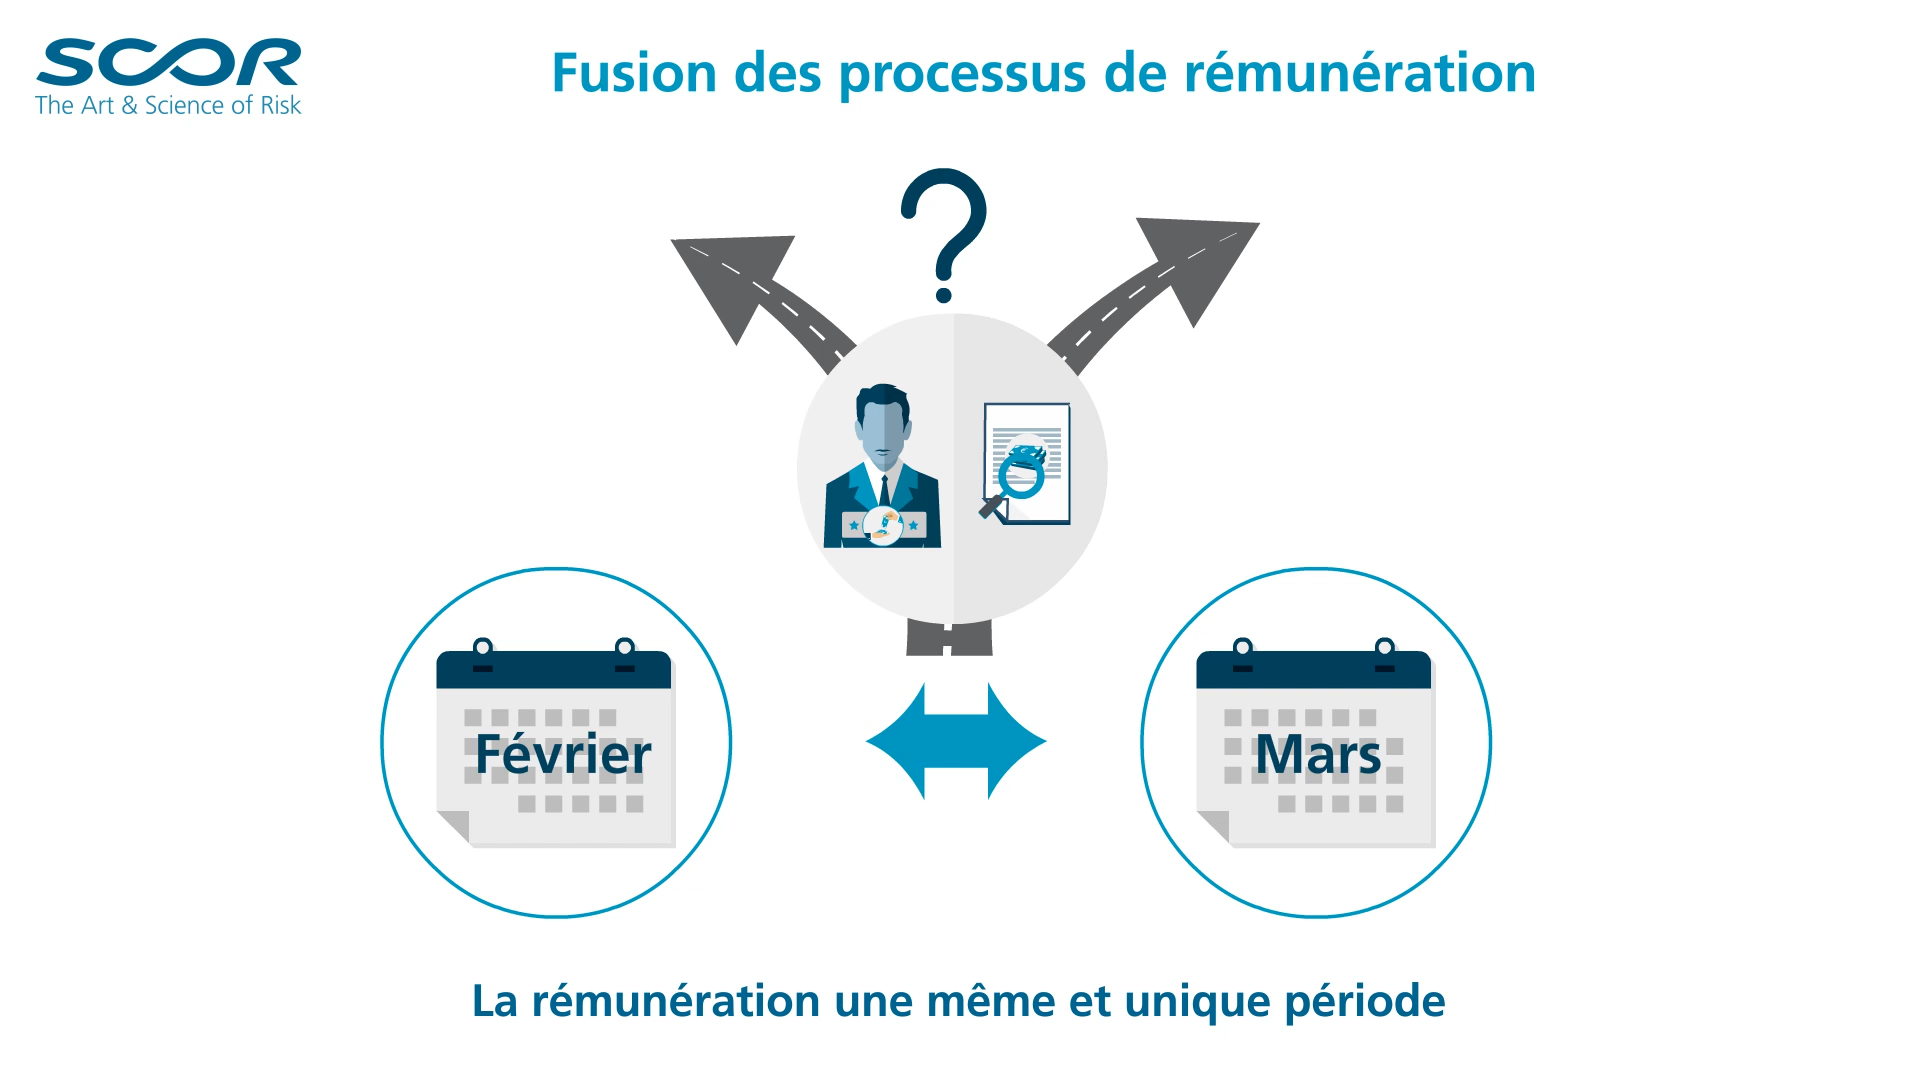 SCOR
The Art & Science of Risk
Fusion des processus de rémunération
?
Février
Mars
La rémunération une même et unique période